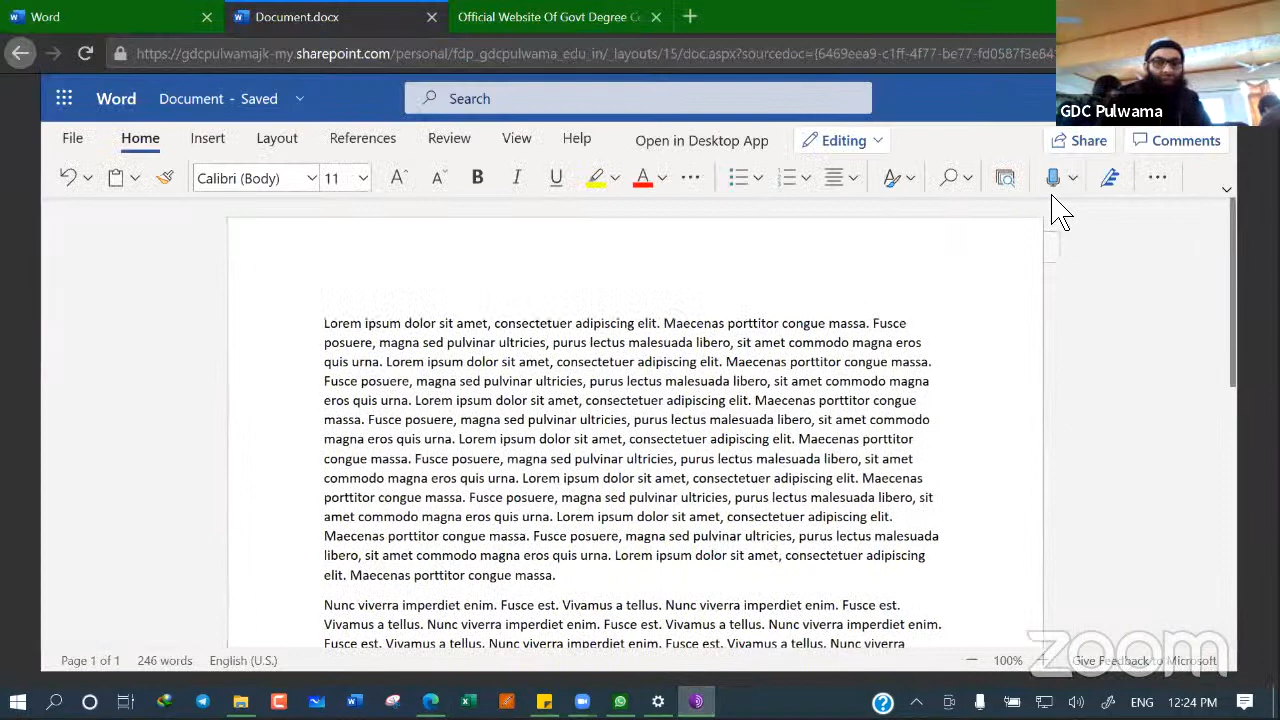 Word
Document.docx
Official Website Of Govt Degree Co
https://gdcpulwamajk-my.sharepoint.com/personal/fdp_gdcpulwama_edu_in/_layouts/15/doc.aspx?sourcedoc={6469eea9-c1ff-4f77-be77-fd0587f3e64
GDC Pulwama
Word Document - Saved Search
File Home Insert Layout References Review View Help Open in Desktop App Editing Share Comments
Calibri (Body) 11
Lorem ipsum dolor sit amet, consectetuer adipiscing elit. Maecenas porttitor congue massa. Fusce
posuere, magna sed pulvinar ultricies, purus lectus malesuada libero, sit amet commodo magna eros
quis urna. Lorem ipsum dolor sit amet, consectetuer adipiscing elit. Maecenas porttitor congue massa.
Fusce posuere, magna sed pulvinar ultricies, purus lectus malesuada libero, sit amet commodo magna
eros quis urna. Lorem ipsum dolor sit amet, consectetuer adipiscing elit. Maecenas porttitor congue
massa. Fusce posuere, magna sed pulvinar ultricies, purus lectus malesuada libero, sit amet commodo
magna eros quis urna. Lorem ipsum dolor sit amet, consectetuer adipiscing elit. Maecenas porttitor
congue massa. Fusce posuere, magna sed pulvinar ultricies, purus lectus malesuada libero, sit amet
commodo magna eros quis urna. Lorem ipsum dolor sit amet, consectetuer adipiscing elit. Maecenas
porttitor congue massa. Fusce posuere, magna sed pulvinar ultricies, purus lectus malesuada libero, sit
amet commodo magna eros quis urna. Lorem ipsum dolor sit amet, consectetuer adipiscing elit.
Maecenas porttitor congue massa. Fusce posuere, magna sed pulvinar ultricies, purus lectus malesuada
libero, sit amet commodo magna eros quis urna. Lorem ipsum dolor sit amet, consectetuer adipiscing
elit. Maecenas porttitor congue massa.
Nunc viverra imperdiet enim. Fusce est. Vivamus a tellus. Nunc viverra imperdiet enim. Fusce est.
Vivamus a tellus. Nunc viverra imperdiet enim. Fusce est. Vivamus a tellus. Nunc viverra imperdiet enim.
Fusce est. Vivamus a tellus. Nunc viverra imperdiet enim. Fusce est. Vivamus a tellus. Nunc viverra
zoom
Page 1 of 1 246 words English (U.S.) 100% Give Feedback to Microsoft
ENG 12:24 PM